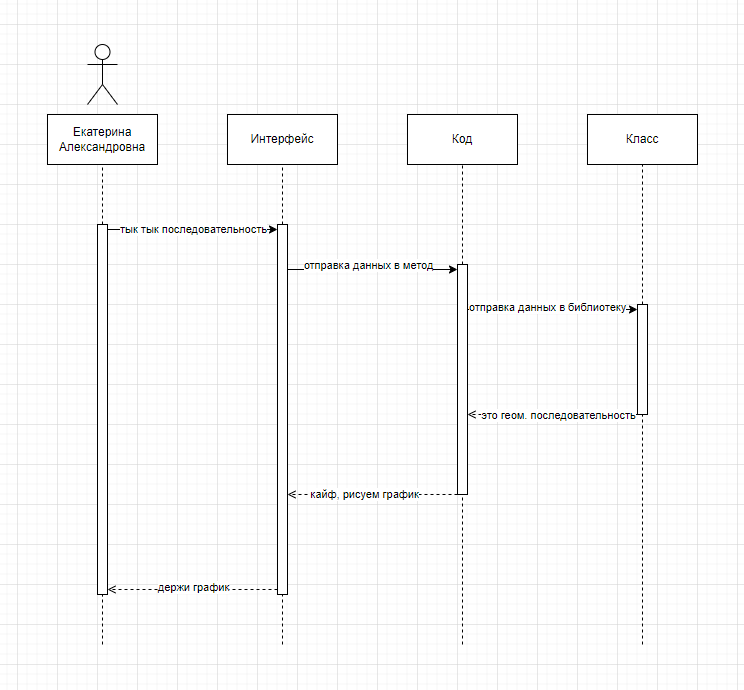 Екатерина
Александровна
Интерфейс
Код
Класс
тык тык последовательность
отправка данных в метод
отправка данных в библиотеку
это геом. последовательность
кайф, рисуем график
держи график